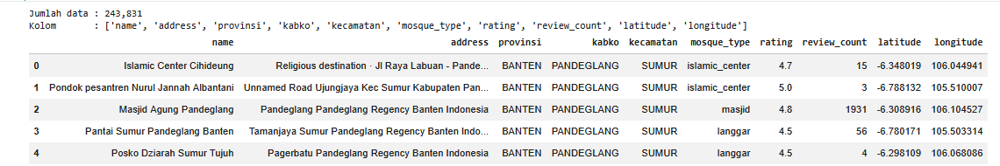 Jumlah data : 243,831
Kolom : ['name', 'address', 'provinsi', 'kabko', 'kecamatan', 'mosque_type', 'rating', 'review_count', 'latitude', 'longitude']
name address provinsi kabko kecamatan mosque_type rating review_count latitude longitude
0 Islamic Center Cihideung Religious destination · Jl Raya Labuan - Pande... BANTEN PANDEGLANG SUMUR islamic_center 4.7 15 -6.348019 106.044941
1 Pondok pesantren Nurul Jannah Albantani Unnamed Road Ujungjaya Kec Sumur Kabupaten Pan... BANTEN PANDEGLANG SUMUR islamic_center 5.0 3 -6.788132 105.510007
2 Masjid Agung Pandeglang Pandeglang Pandeglang Regency Banten Indonesia BANTEN PANDEGLANG SUMUR masjid 4.8 1931 -6.308916 106.104527
3 Pantai Sumur Pandeglang Banten Tamanjaya Sumur Pandeglang Regency Banten Indo... BANTEN PANDEGLANG SUMUR langgar 4.5 56 -6.780171 105.503314
4 Posko Dziarah Sumur Tujuh Pagerbatu Pandeglang Regency Banten Indonesia BANTEN PANDEGLANG SUMUR langgar 4.5 4 -6.298109 106.068086